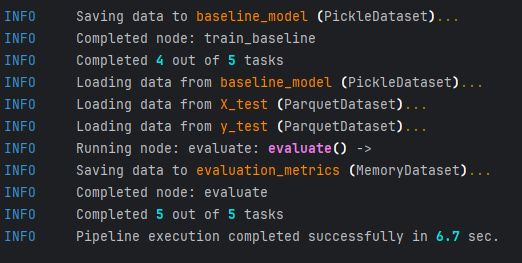 INFO Saving data to baseline_model (PickleDataset)...
INFO Completed node: train_baseline
INFO Completed 4 out of 5 tasks
INFO Loading data from baseline_model (PickleDataset)...
INFO Loading data from X_test (ParquetDataset)...
INFO Loading data from y_test (ParquetDataset)...
INFO Running node: evaluate: evaluate() ->
INFO Saving data to evaluation_metrics (MemoryDataset)...
INFO Completed node: evaluate
INFO Completed 5 out of 5 tasks
INFO Pipeline execution completed successfully in 6.7 sec.